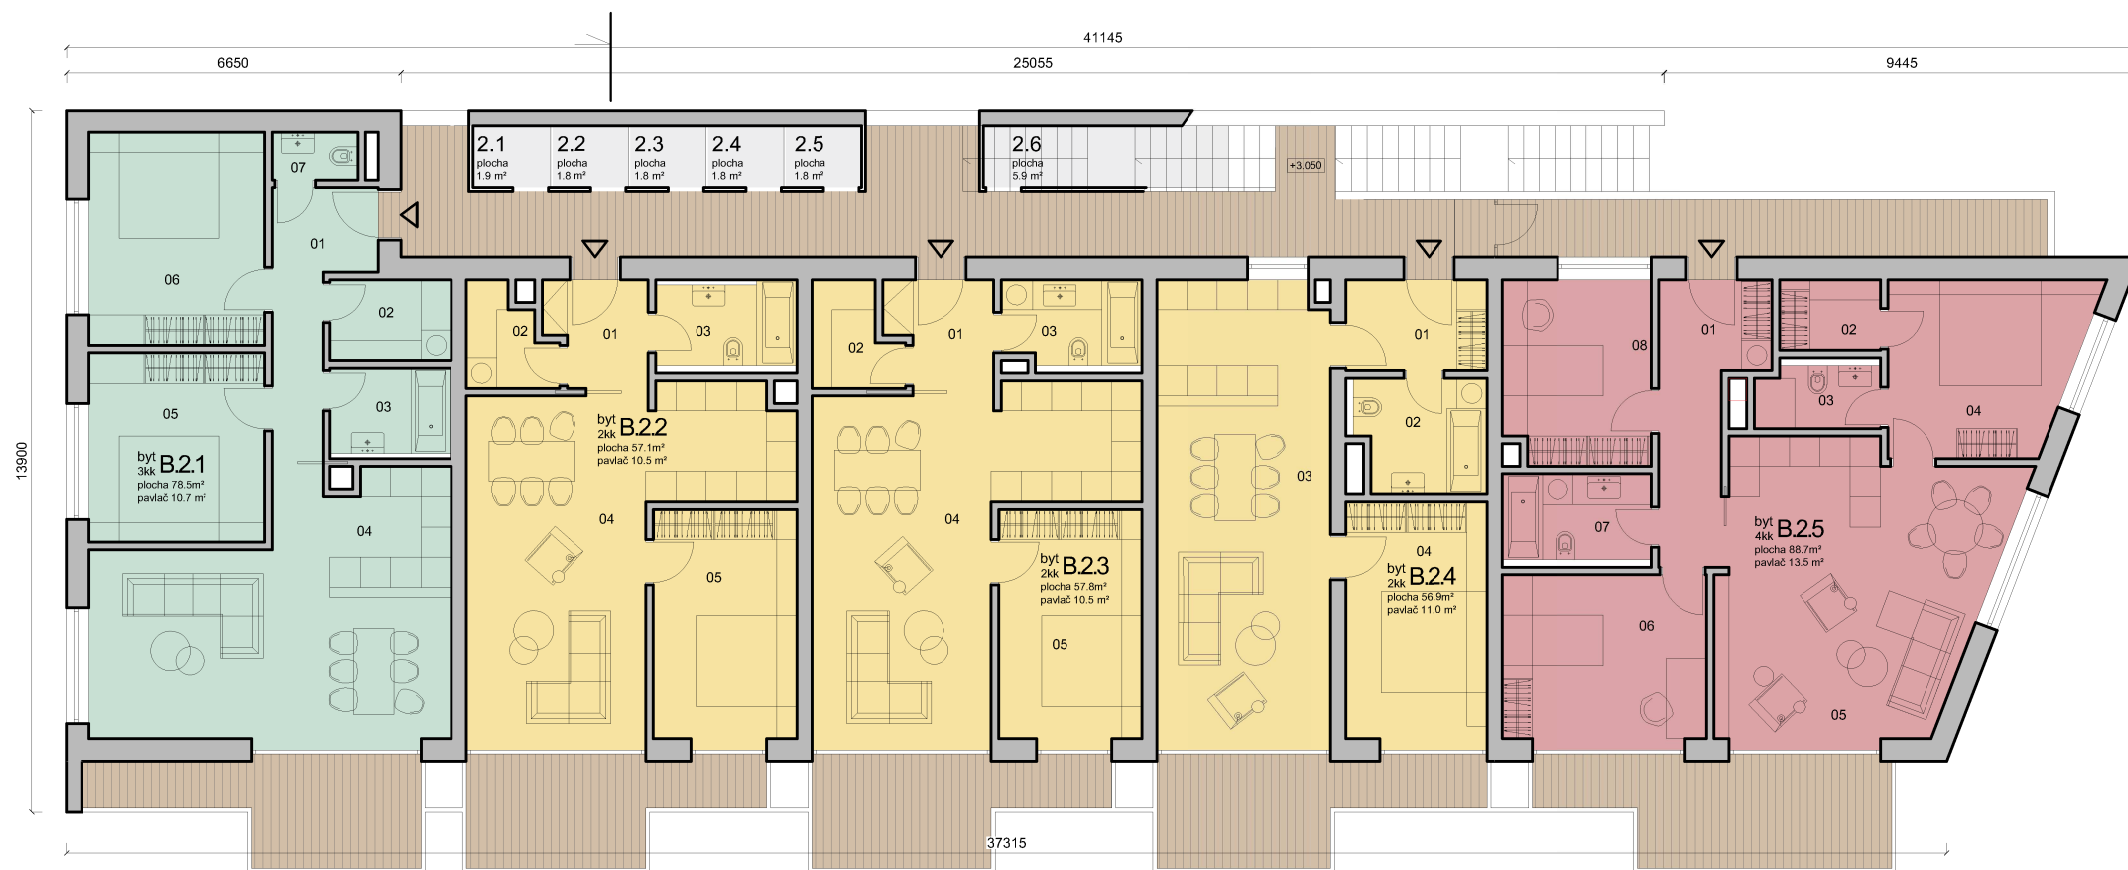 41145
6650
25055
9445
2.1
plocha
1.9 m²
2.2
plocha
1.8 m²
2.3
plocha
1.8 m²
2.4
plocha
1.8 m²
2.5
plocha
1.8 m²
2.6
plocha
5.9 m²
+3.050
13900
07
01
06
02
05
03
04
byt
3kk B.2.1
plocha 78.5m²
pavlač 10.7 m²
02
01
03
byt
2kk B.2.2
plocha 57.1m²
pavlač 10.5 m²
04
05
02
01
03
04
byt
2kk B.2.3
plocha 57.8m²
pavlač 10.5 m²
05
01
02
03
04
byt
2kk B.2.4
plocha 56.9m²
pavlač 11.0 m²
08
01
02
03
04
07
byt
4kk B.2.5
plocha 88.7m²
pavlač 13.5 m²
06
05
37315